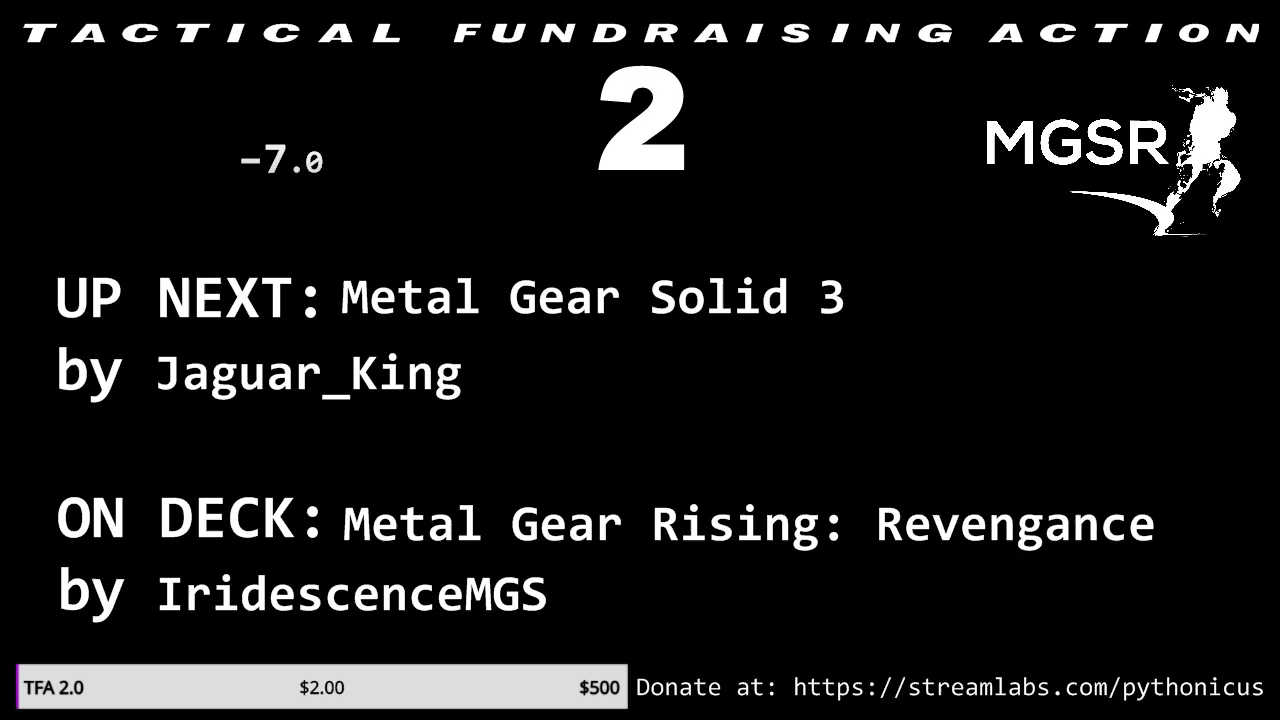 TACTICAL FUNDRAISING ACTION
2
-7.0
MGSR
UP NEXT: Metal Gear Solid 3
by Jaguar_King
ON DECK: Metal Gear Rising: Revengance
by IridescenceMGS
TFA 2.0 $2.00 $500 Donate at: https://streamlabs.com/pythonicus